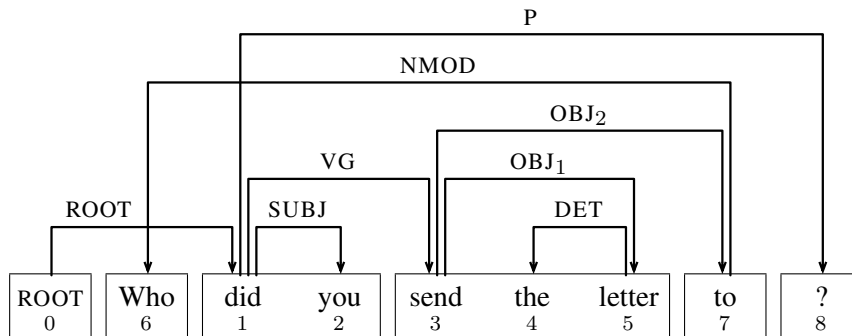 P
NMOD
OBJ₂
VG OBJ₁
ROOT SUBJ DET
ROOT Who did you send the letter to ?
0 6 1 2 3 4 5 7 8